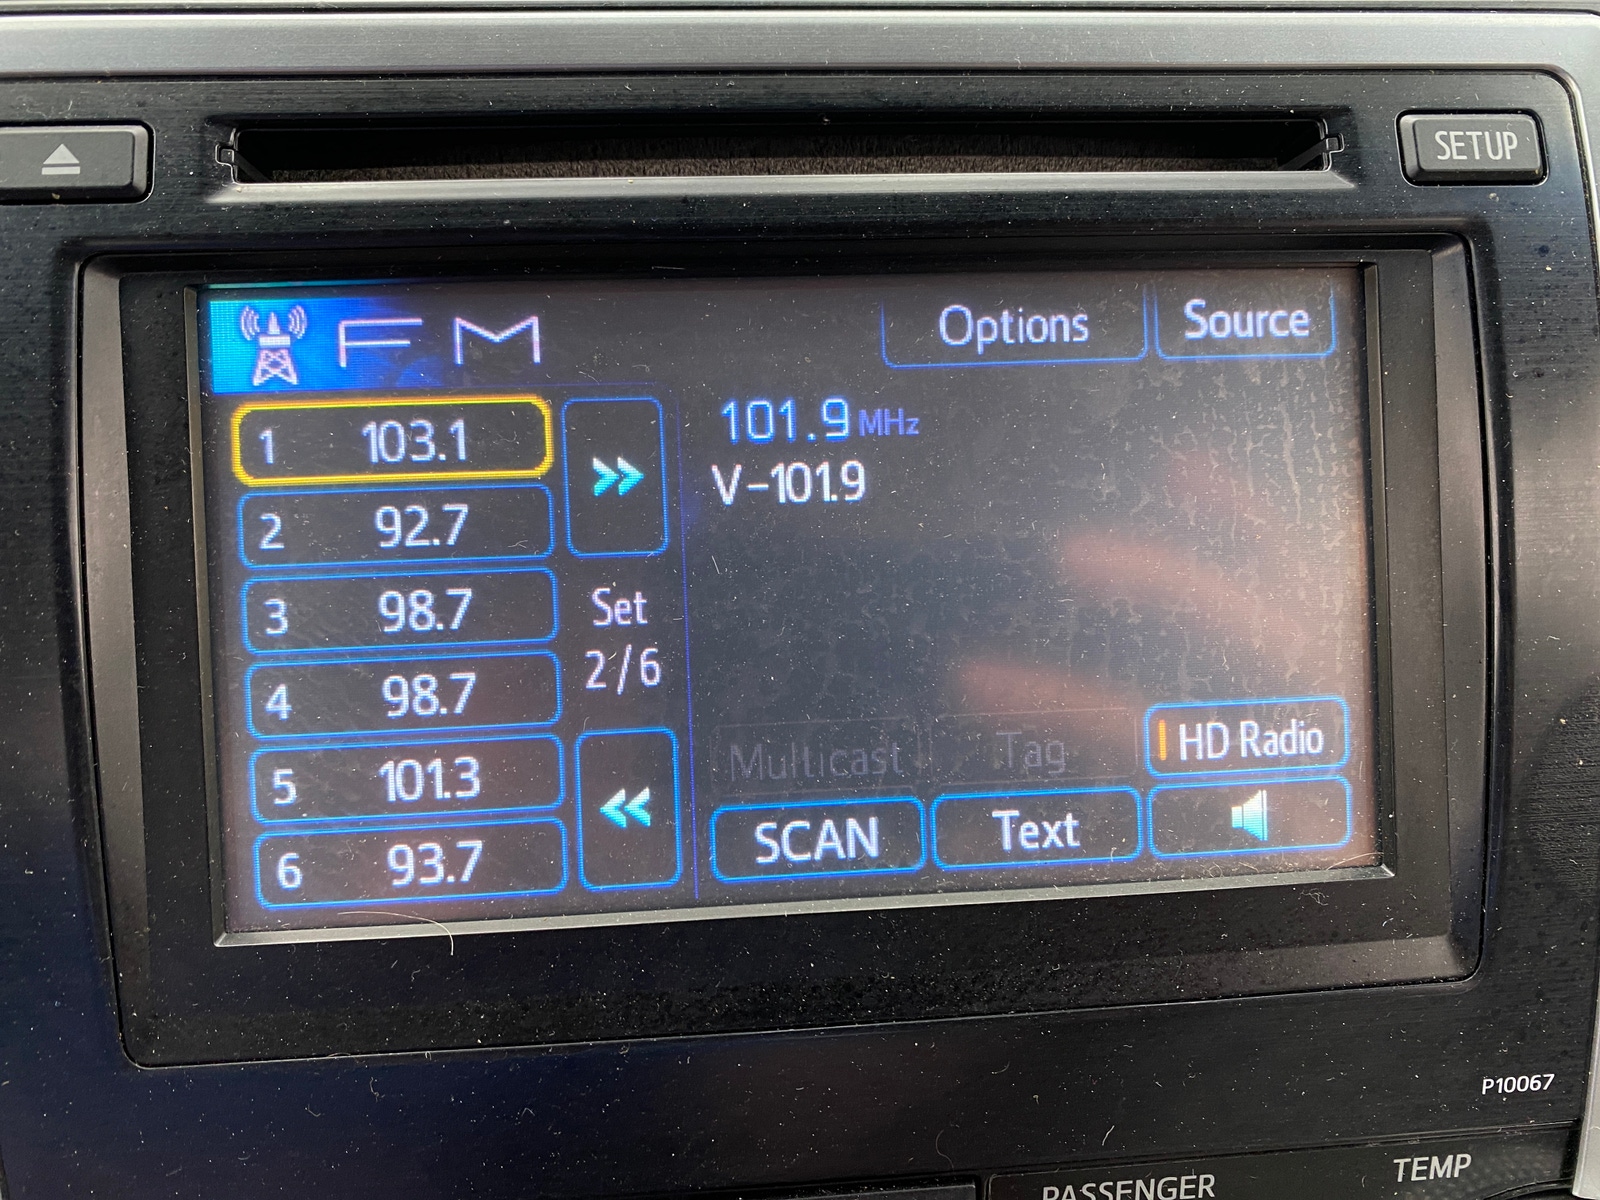 SETUP
FM
Options
Source
1 103.1
2 92.7
3 98.7
4 98.7
5 101.3
6 93.7
Set
2/6
101.9 MHz
V-101.9
Multicast
Tag
HD Radio
SCAN
Text
P10067
TEMP
PASSENGER